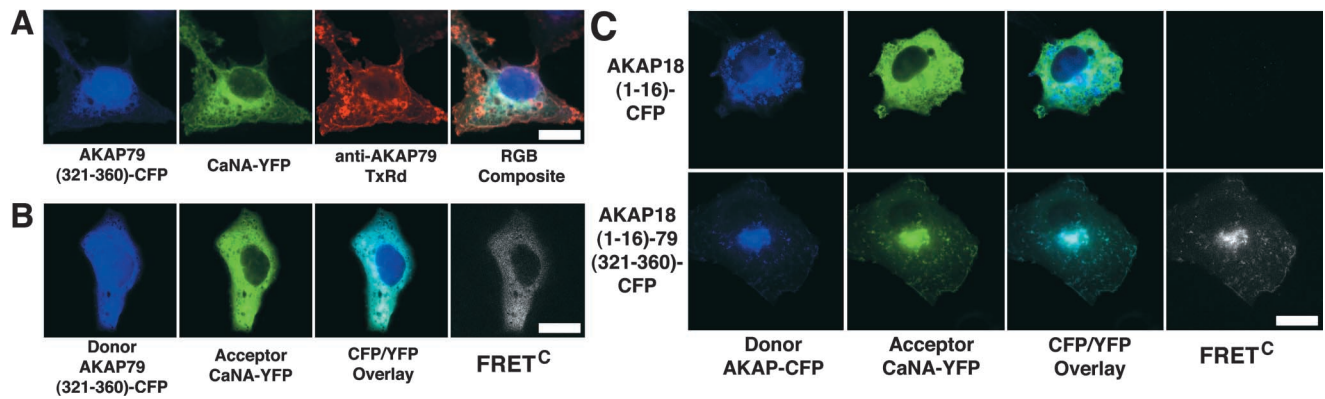 A
AKAP79
(321-360)-CFP
CaNA-YFP
anti-AKAP79
TxRd
RGB
Composite
B
Donor
AKAP79
(321-360)-CFP
Acceptor
CaNA-YFP
CFP/YFP
Overlay
FRETC
C
AKAP18
(1-16)-
CFP
AKAP18
(1-16)-79
(321-360)-
CFP
Donor
AKAP-CFP
Acceptor
CaNA-YFP
CFP/YFP
Overlay
FRETC